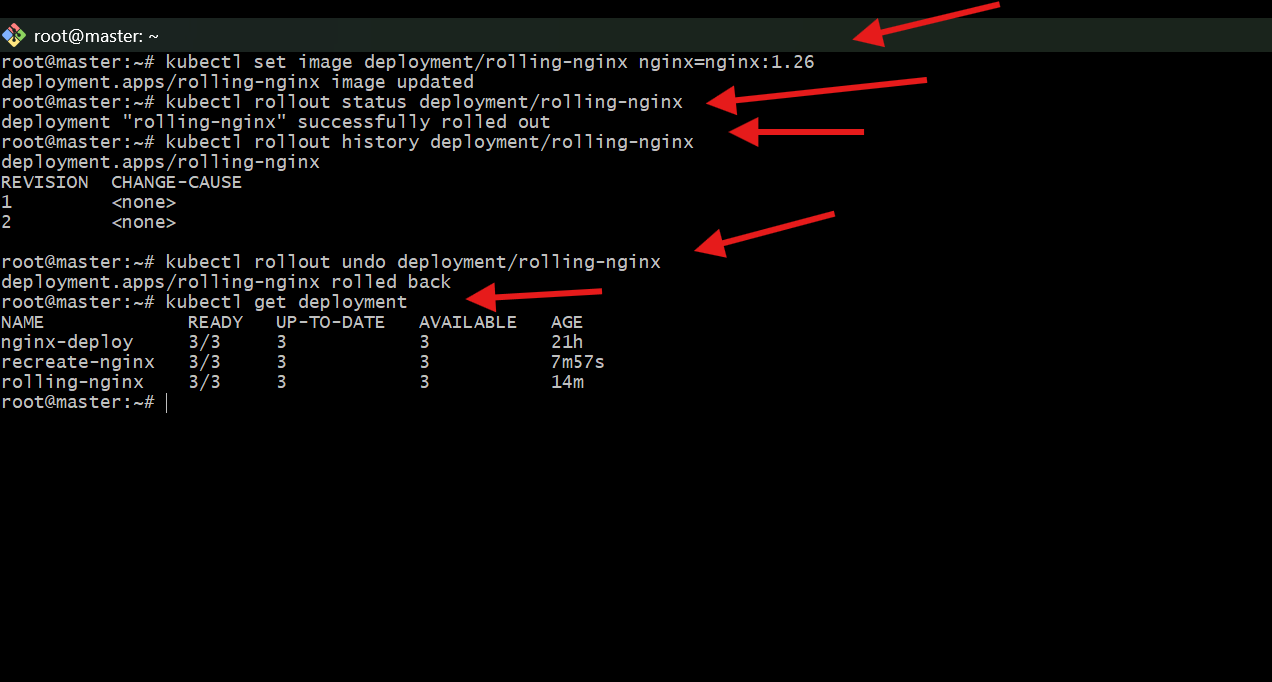 root@master: ~
root@master:~# kubectl set image deployment/rolling-nginx nginx=nginx:1.26
deployment.apps/rolling-nginx image updated
root@master:~# kubectl rollout status deployment/rolling-nginx
deployment "rolling-nginx" successfully rolled out
root@master:~# kubectl rollout history deployment/rolling-nginx
deployment.apps/rolling-nginx
REVISION  CHANGE-CAUSE
1         <none>
2         <none>
root@master:~# kubectl rollout undo deployment/rolling-nginx
deployment.apps/rolling-nginx rolled back
root@master:~# kubectl get deployment
NAME             READY   UP-TO-DATE   AVAILABLE   AGE
nginx-deploy     3/3     3            3           21h
recreate-nginx   3/3     3            3           7m57s
rolling-nginx    3/3     3            3           14m
root@master:~#